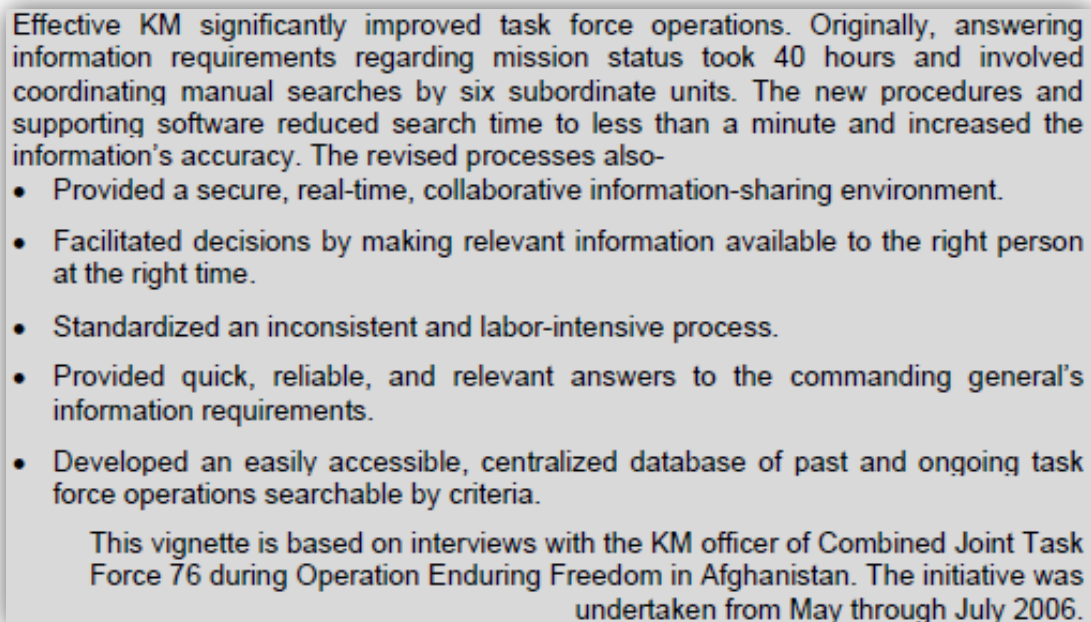 Effective KM significantly improved task force operations. Originally, answering
information requirements regarding mission status took 40 hours and involved
coordinating manual searches by six subordinate units. The new procedures and
supporting software reduced search time to less than a minute and increased the
information's accuracy. The revised processes also-
• Provided a secure, real-time, collaborative information-sharing environment.
• Facilitated decisions by making relevant information available to the right person
at the right time.
• Standardized an inconsistent and labor-intensive process.
• Provided quick, reliable, and relevant answers to the commanding general's
information requirements.
• Developed an easily accessible, centralized database of past and ongoing task
force operations searchable by criteria.
This vignette is based on interviews with the KM officer of Combined Joint Task
Force 76 during Operation Enduring Freedom in Afghanistan. The initiative was
undertaken from May through July 2006.